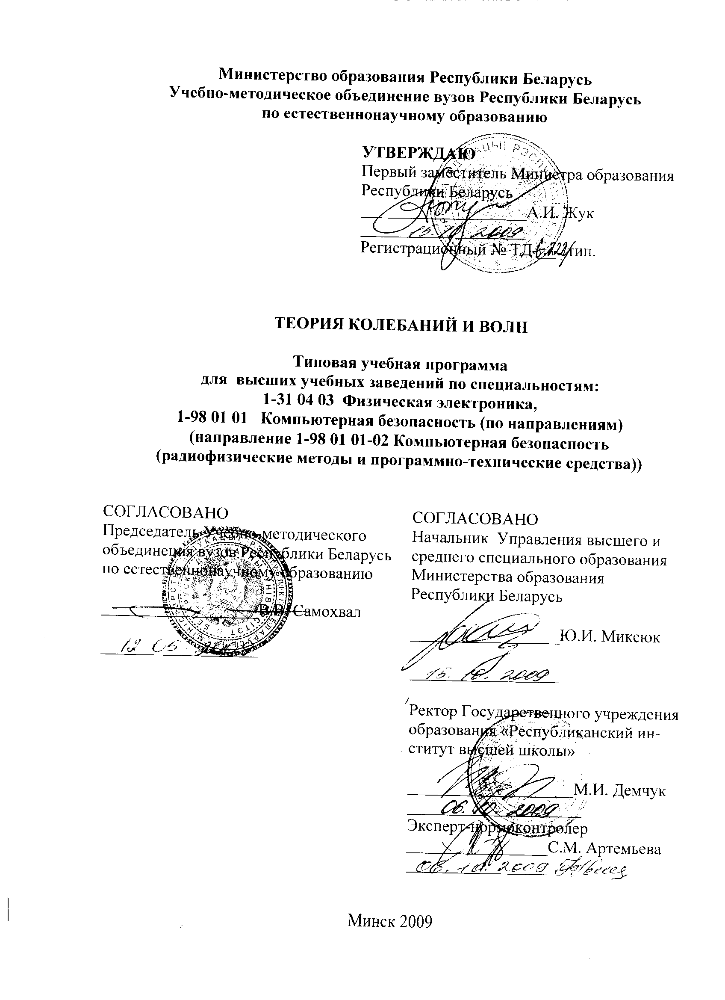 Министерство образования Республики Беларусь
Учебно-методическое объединение вузов Республики Беларусь
по естественнонаучному образованию
УТВЕРЖДАЮ
Первый заместитель Министра образования
Республики Беларусь
А.И. Жук
15.10 2009
Регистрационный № ТД- тип.
ТЕОРИЯ КОЛЕБАНИЙ И ВОЛН
Типовая учебная программа
для высших учебных заведений по специальностям:
1-31 04 03 Физическая электроника,
1-98 01 01 Компьютерная безопасность (по направлениям)
(направление 1-98 01 01-02 Компьютерная безопасность
(радиофизические методы и программно-технические средства))
СОГЛАСОВАНО
Председатель Учебно-методического
объединения вузов Республики Беларусь
по естественнонаучному образованию
В.В. Самохвал
12. 05.
СОГЛАСОВАНО
Начальник Управления высшего и
среднего специального образования
Министерства образования
Республики Беларусь
Ю.И. Миксюк
15. 10. 2009
Ректор Государственного учреждения
образования «Республиканский ин-
ститут высшей школы»
М.И. Демчук
06. 10. 2009
Эксперт-нормоконтролер
С.М. Артемьева
06. 10. 2009
Минск 2009